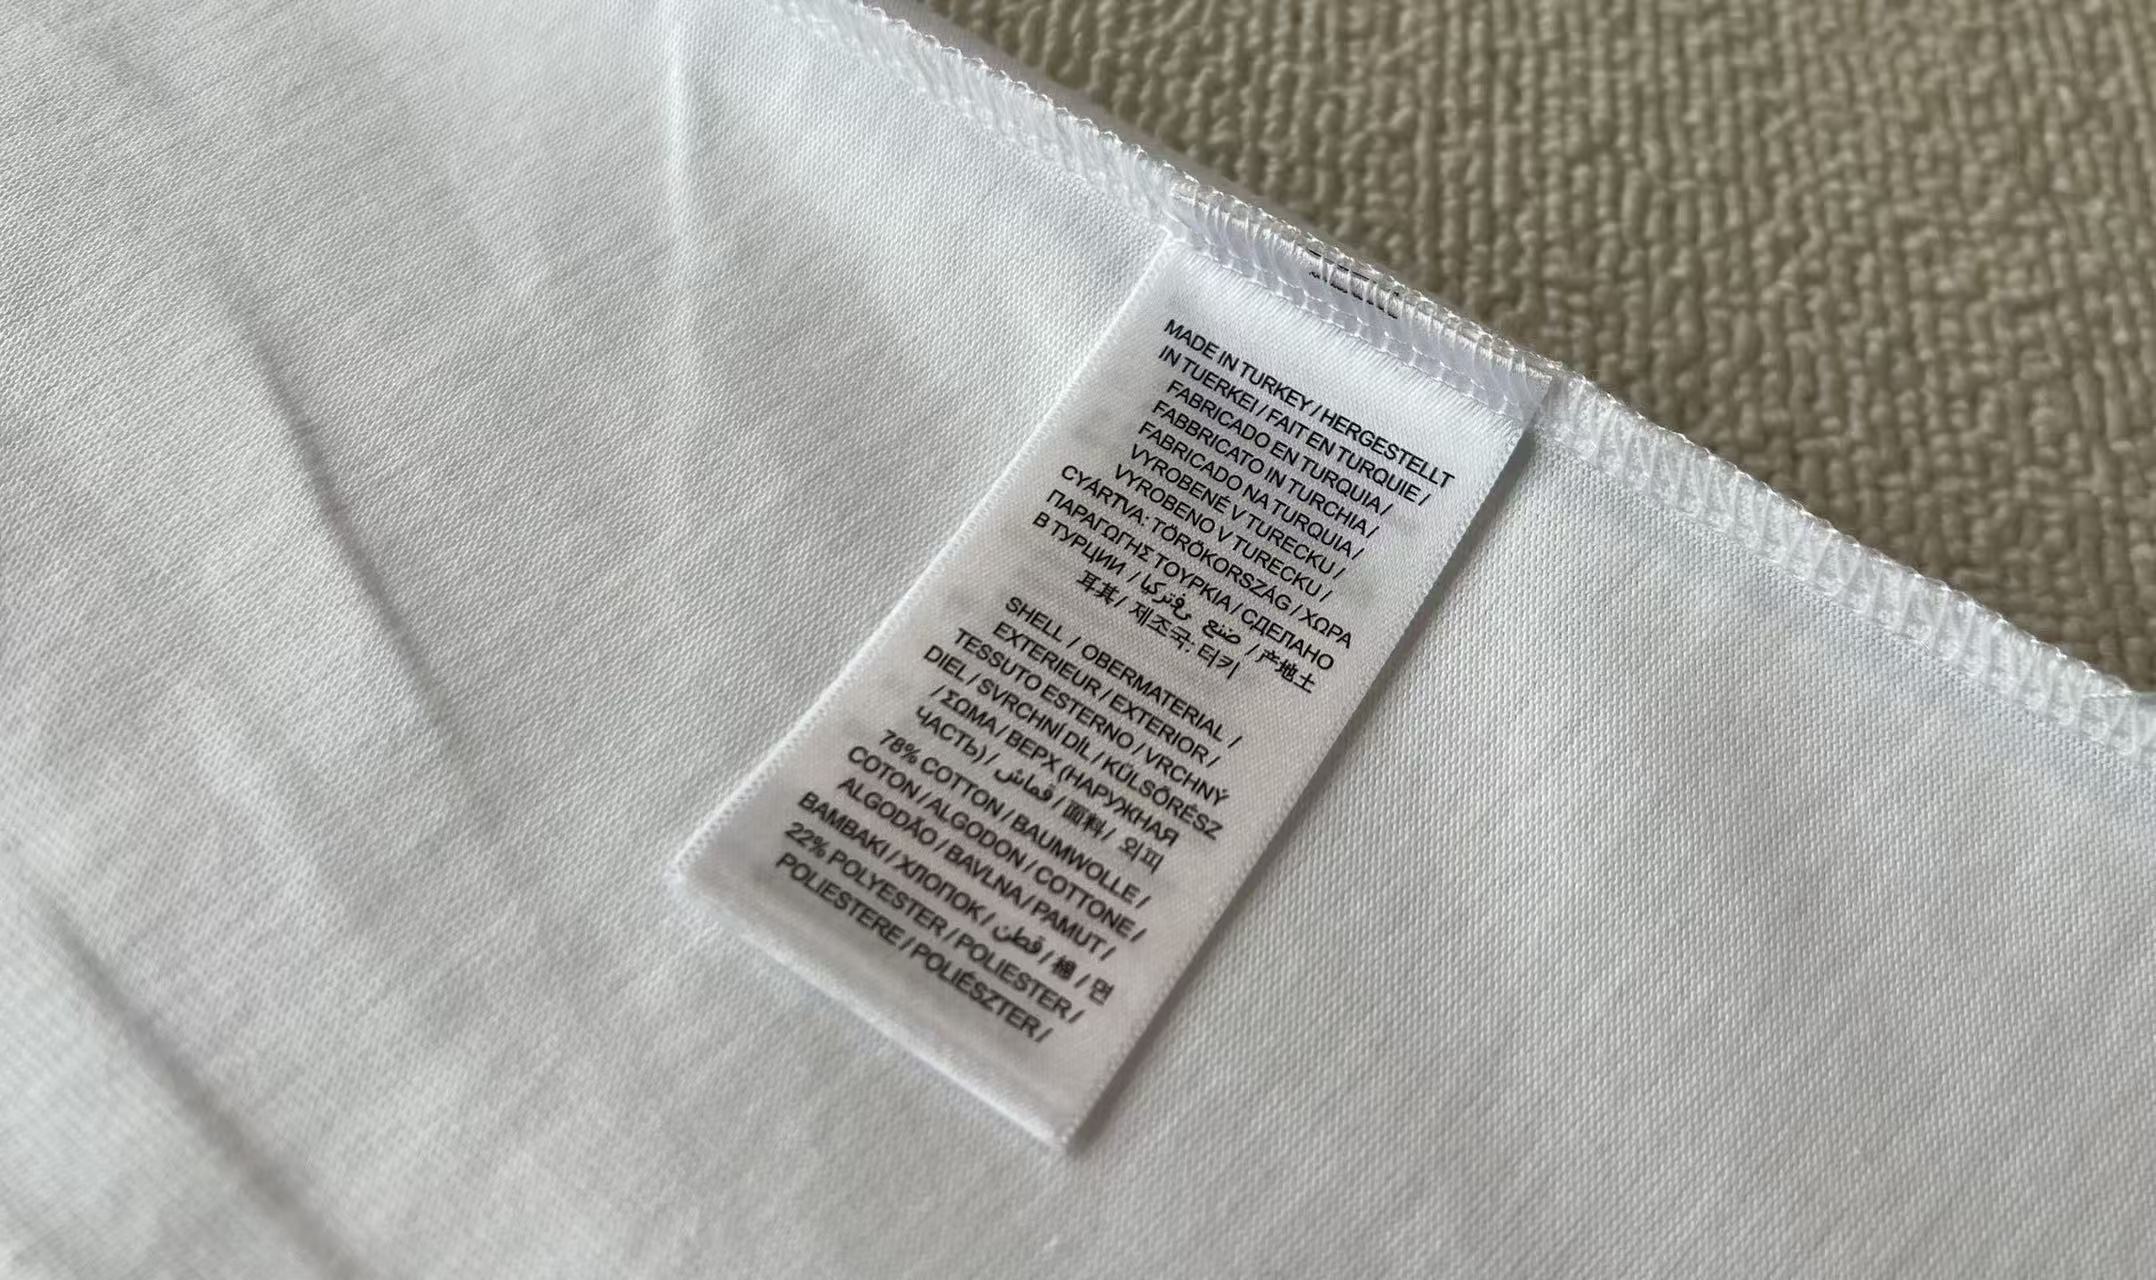 MADE IN TURKEY / HERGESTELLT
IN TUERKEI / FAIT EN TURQUIE /
FABRICADO EN TURQUIA /
FABBRICATO IN TURCHIA /
FABRICADO NA TURQUIA /
VYROBENÉ V TURECKU /
VYROBENO V TURECKU /
CYÁRTVA: TÖRÖKORSZÁG / ΧΩΡΑ
ΠΑΡΑΓΩΓΗΣ ΤΟΥΡΚΙΑ / СДЕЛАНО
В ТУРЦИИ / صنع في تركيا / 产地土
耳其 / 제조국: 터키
SHELL / OBERMATERIAL /
EXTERIEUR / EXTERIOR /
TESSUTO ESTERNO / VRCHNÝ
DIEL / SVRCHNÍ DÍL / KÜLSŐRÉSZ
/ ΣΩΜΑ / ВЕРХ (НАРУЖНАЯ
ЧАСТЬ) / قماش / 面料 / 외피
78% COTTON / BAUMWOLLE /
COTON / ALGODON / COTTONE /
ALGODÃO / BAVLNA / PAMUT /
BAMBAKI / ХЛОПОК / قطن / 棉 / 면
22% POLYESTER / POLIESTER /
POLIESTERE / POLIÉSZTER /